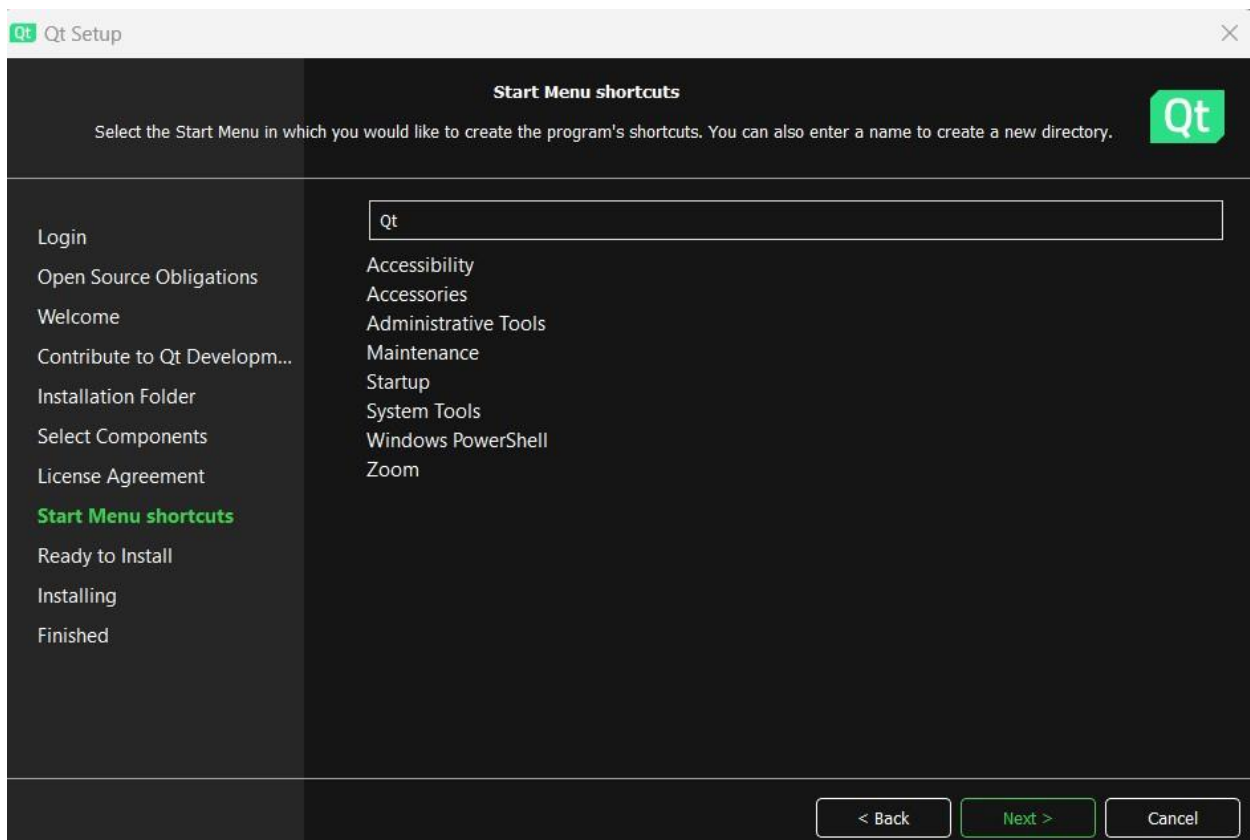 Qt Qt Setup
Start Menu shortcuts
Select the Start Menu in which you would like to create the program's shortcuts. You can also enter a name to create a new directory.
Qt
Login
Open Source Obligations
Welcome
Contribute to Qt Developm...
Installation Folder
Select Components
License Agreement
Start Menu shortcuts
Ready to Install
Installing
Finished
Qt
Accessibility
Accessories
Administrative Tools
Maintenance
Startup
System Tools
Windows PowerShell
Zoom
< Back
Next >
Cancel